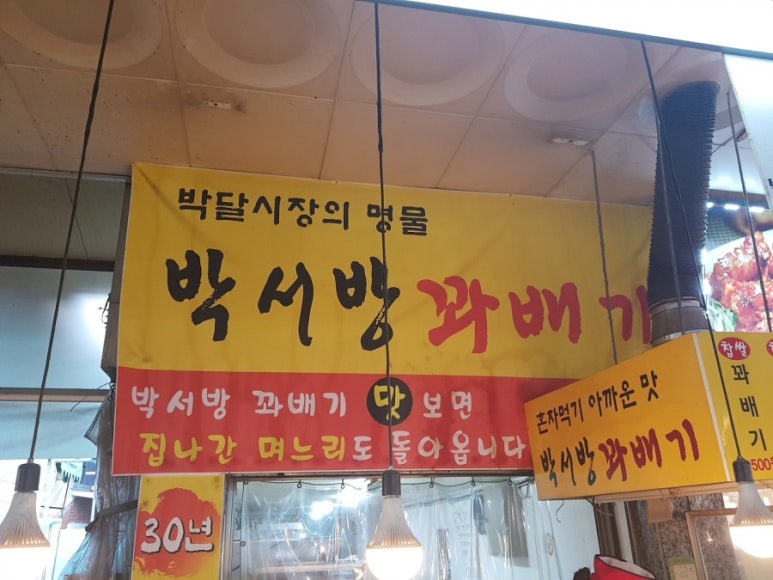 박달시장의 명물
박서방 꽈배기
박서방 꽈배기 맛 보면
집나간 며느리도 돌아옵니다
30년
혼자먹기 아까운 맛
박서방 꽈배기
찹쌀
꽈배기
500